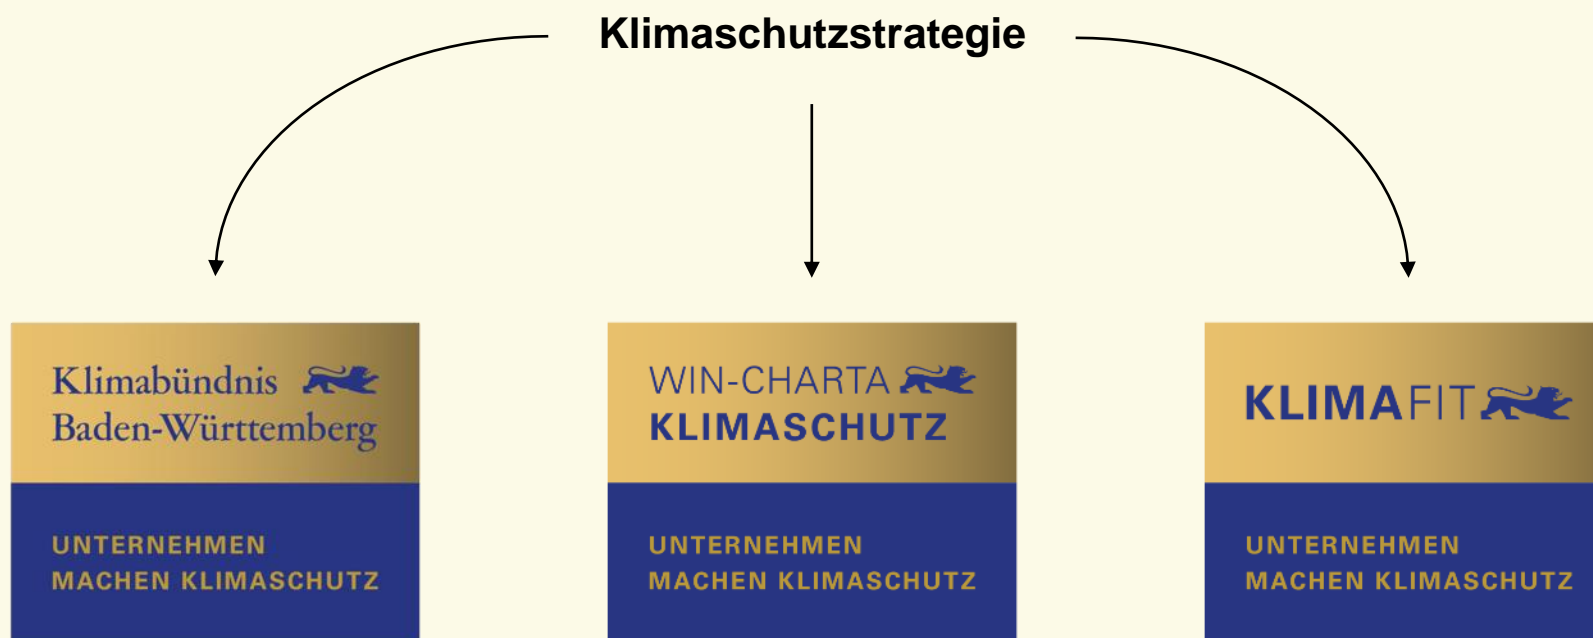 Klimaschutzstrategie
Klimabündnis
Baden-Württemberg
UNTERNEHMEN
MACHEN KLIMASCHUTZ
WIN-CHARTA
KLIMASCHUTZ
UNTERNEHMEN
MACHEN KLIMASCHUTZ
KLIMAFIT
UNTERNEHMEN
MACHEN KLIMASCHUTZ